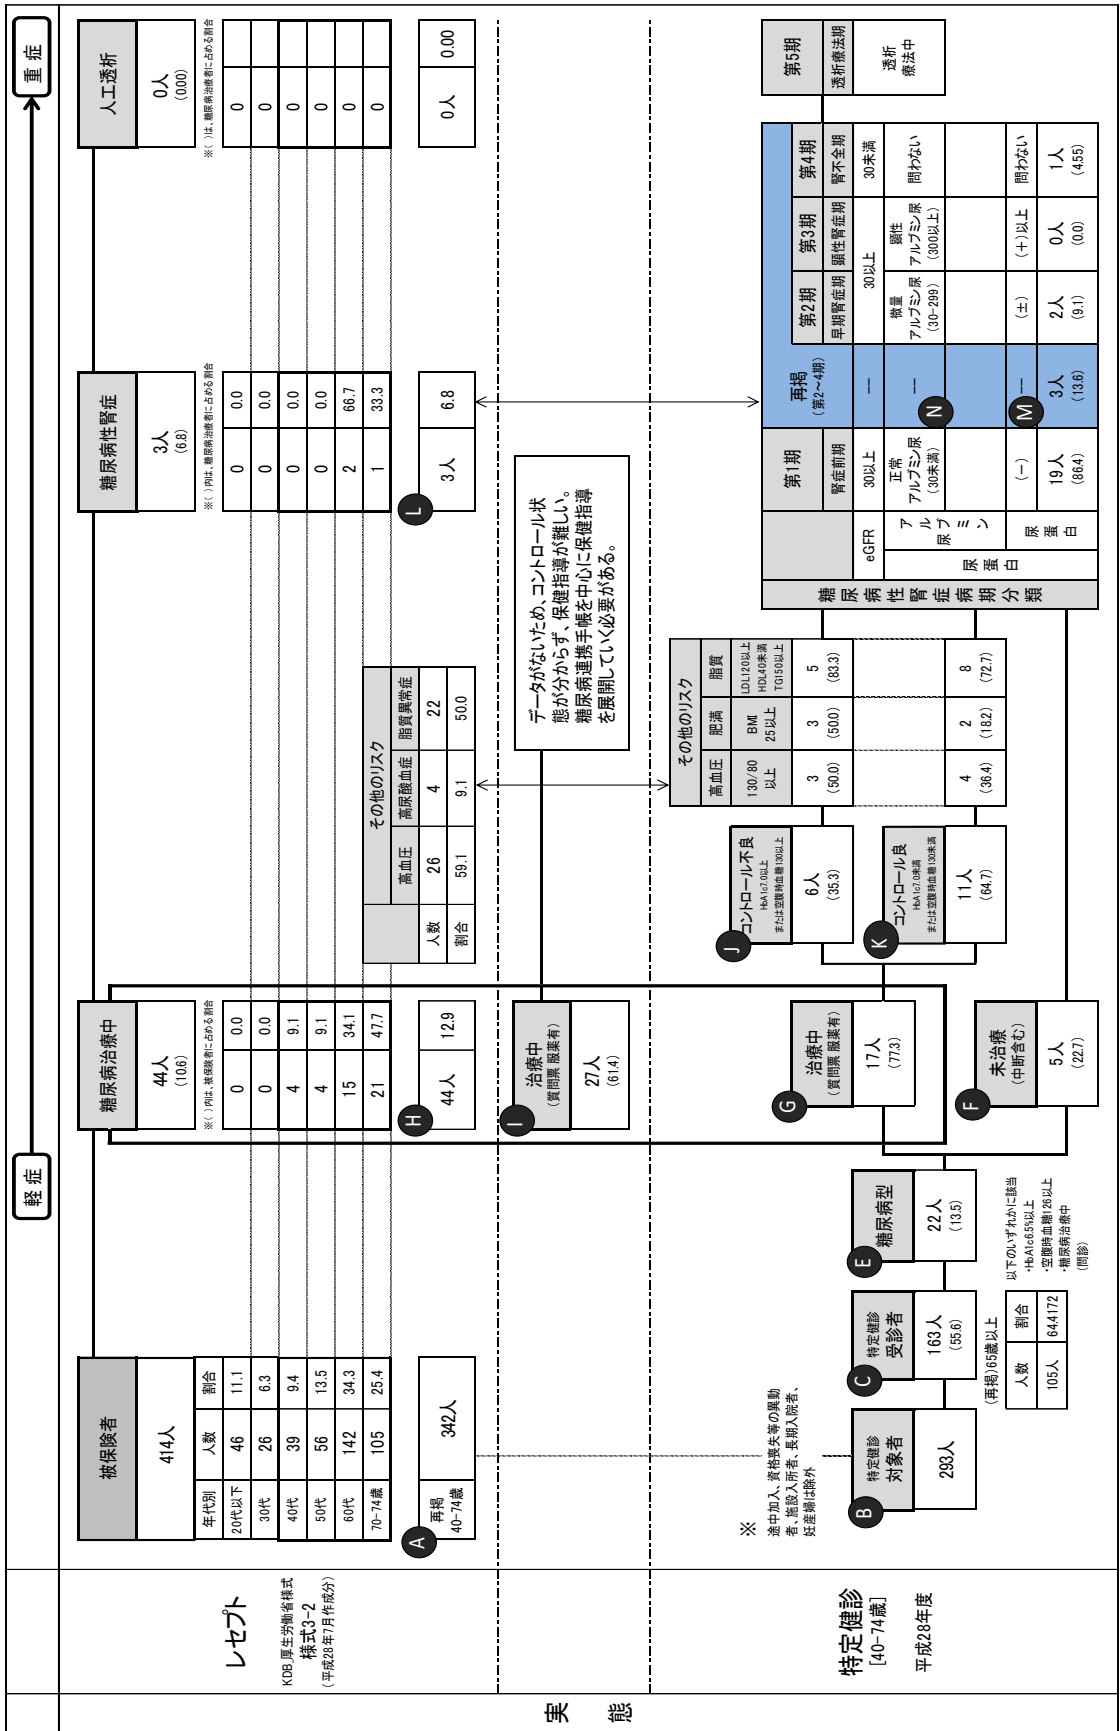 軽症
重症
実態
レセプト
KDB_厚生労働省様式
様式3-2
(平成28年7月作成分)
被保険者
414人
年代別 人数 割合
20代以下 46 11.1
30代 26 6.3
40代 39 9.4
50代 56 13.5
60代 142 34.3
70-74歳 105 25.4
A
再掲
40-74歳
342人
糖尿病治療中
44人
(10.6)
※( )内は、被保険者に占める割合
0 0.0
0 0.0
4 9.1
4 9.1
15 34.1
21 47.7
H
44人 12.9
その他のリスク
高血圧 高尿酸血症 脂質異常症
人数 26 4 22
割合 59.1 9.1 50.0
糖尿病性腎症
3人
(6.8)
※( )内は、糖尿病治療者に占める割合
0 0.0
0 0.0
0 0.0
0 0.0
2 66.7
1 33.3
L
3人 6.8
人工透析
0人
(0.00)
※( )は、糖尿病治療者に占める割合
0
0
0
0
0
0
0人 0.00
I
治療中
(質問票 服薬有)
27人
(61.4)
データがないため、コントロール状
態が分からず、保健指導が難しい。
糖尿病連携手帳を中心に保健指導
を展開していく必要がある。
特定健診
[40-74歳]
平成28年度
※
途中加入、資格喪失等の異動
者、施設入所者、長期入院者、
妊産婦は除外
B
特定健診
対象者
293人
C
特定健診
受診者
163人
(55.6)
(再掲)65歳以上
人数 割合
105人 64.4172
E
糖尿病型
22人
(13.5)
以下のいずれかに該当
・HbA1c6.5%以上
・空腹時血糖126以上
・糖尿病治療中
(問診)
G
治療中
(質問票 服薬有)
17人
(77.3)
F
未治療
(中断含む)
5人
(22.7)
J
コントロール不良
HbA1c7.0以上
または空腹時血糖130以上
6人
(35.3)
K
コントロール良
HbA1c7.0未満
または空腹時血糖130未満
11人
(64.7)
その他のリスク
高血圧 肥満 脂質
130/80
以上
BMI
25以上
LDL120以上
HDL40未満
TG150以上
3 3 5
(50.0) (50.0) (83.3)
4 2 8
(36.4) (18.2) (72.7)
糖尿病性腎症病期分類
第1期 再掲 第2期 第3期 第4期
(第2~4期)
腎症前期 早期腎症期 顕性腎症期 腎不全期
eGFR 30以上 -- 30以上 30未満
尿蛋白
尿アルブミン
正常
アルブミン尿
(30未満)
--
微量
アルブミン尿
(30-299)
顕性
アルブミン尿
(300以上)
問わない
N
尿蛋白
(-) -- (±) (+)以上 問わない
M
19人 3人 2人 0人 1人
(86.4) (13.6) (9.1) (0.0) (4.55)
第5期
透析療法期
透析
療法中